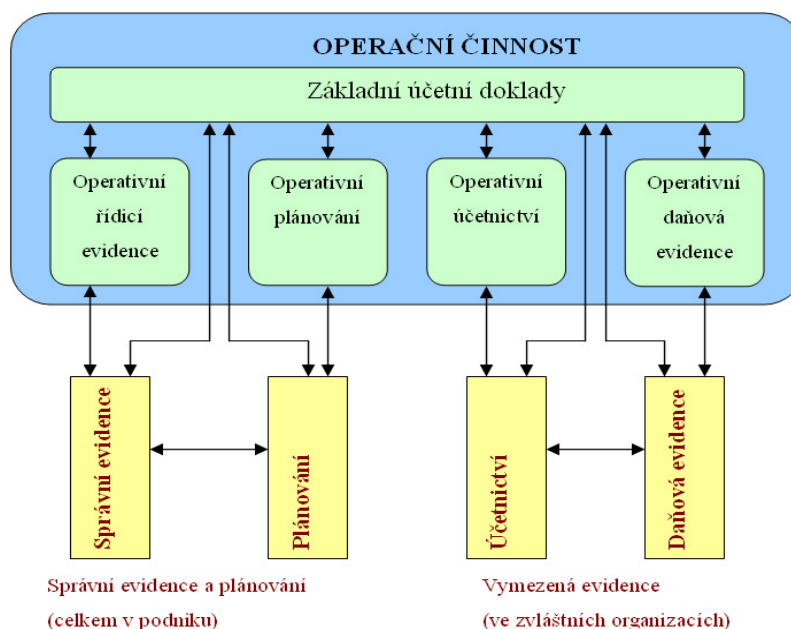 OPERAČNÍ ČINNOST
Základní účetní doklady
Operativní
řídicí
evidence
Operativní
plánování
Operativní
účetnictví
Operativní
daňová
evidence
Správní evidence
Plánování
Účetnictví
Daňová evidence
Správní evidence a plánování
(celkem v podniku)
Vymezená evidence
(ve zvláštních organizacích)